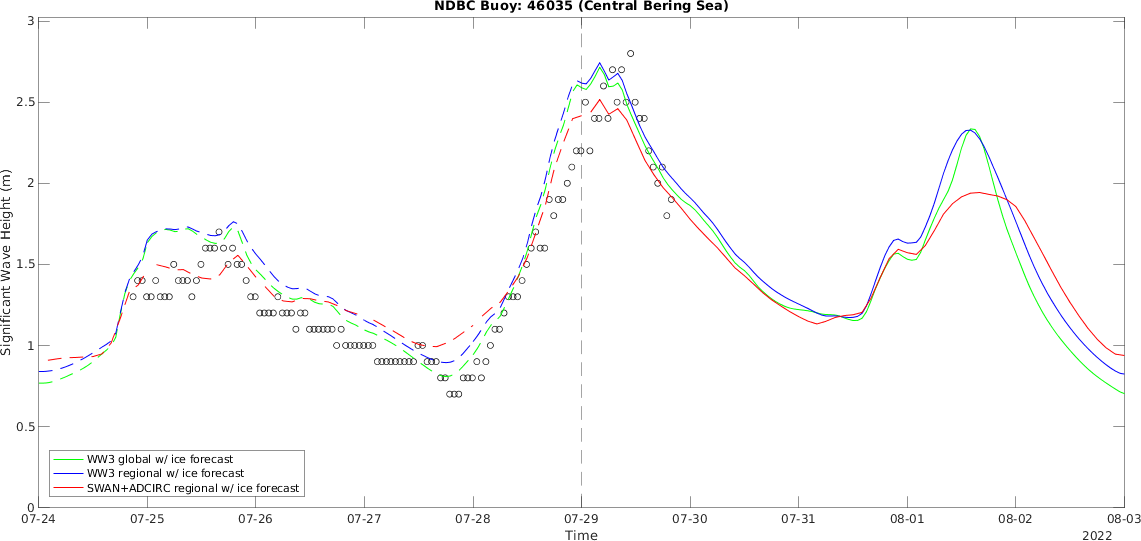 NDBC Buoy: 46035 (Central Bering Sea)
3
2.5
2
1.5
1
0.5
0
Significant Wave Height (m)
WW3 global w/ ice forecast
WW3 regional w/ ice forecast
SWAN+ADCIRC regional w/ ice forecast
07-24 07-25 07-26 07-27 07-28 07-29 07-30 07-31 08-01 08-02 08-03
Time
2022